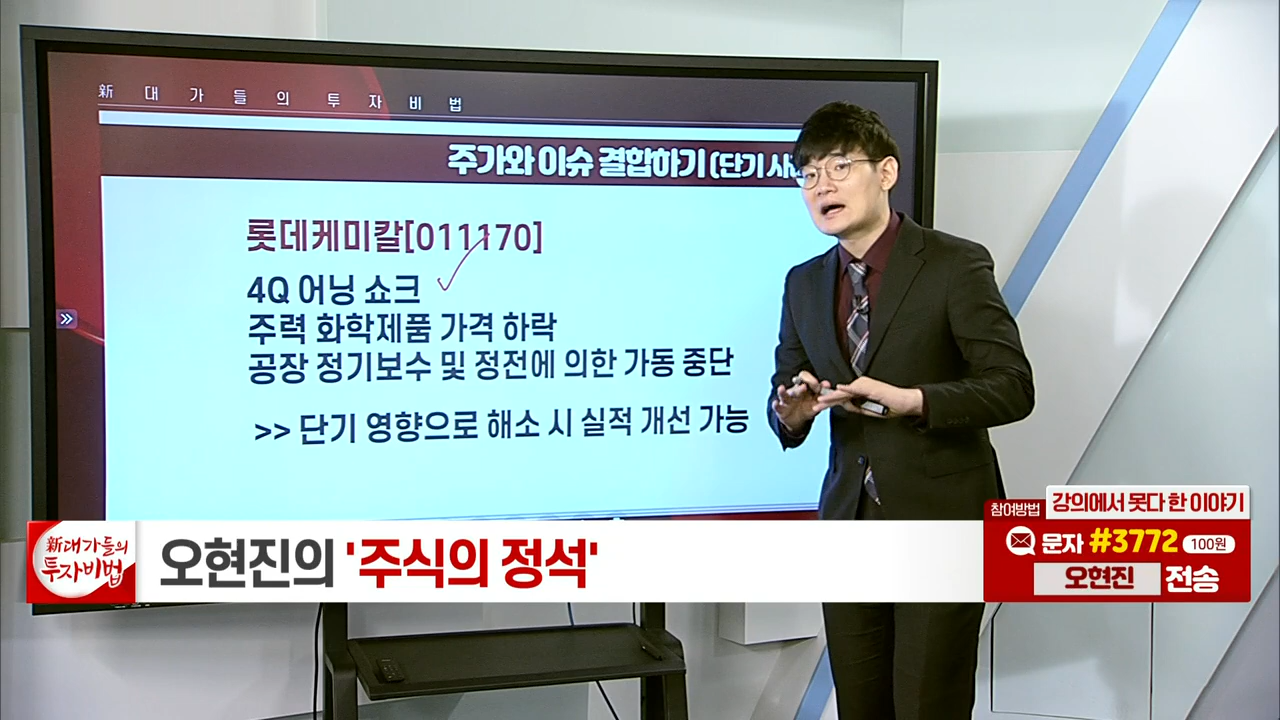 新 대 가 들 의 투 자 비 법
주가와 이슈 결합하기 (단기
롯데케미칼[011170]
4Q 어닝 쇼크
주력 화학제품 가격 하락
공장 정기보수 및 정전에 의한 가동 중단
>> 단기 영향으로 해소 시 실적 개선 가능
新대가들의
투자비법
오현진의 '주식의 정석'
참여방법
강의에서 못다 한 이야기
문자 #3772 100원
오현진 전송